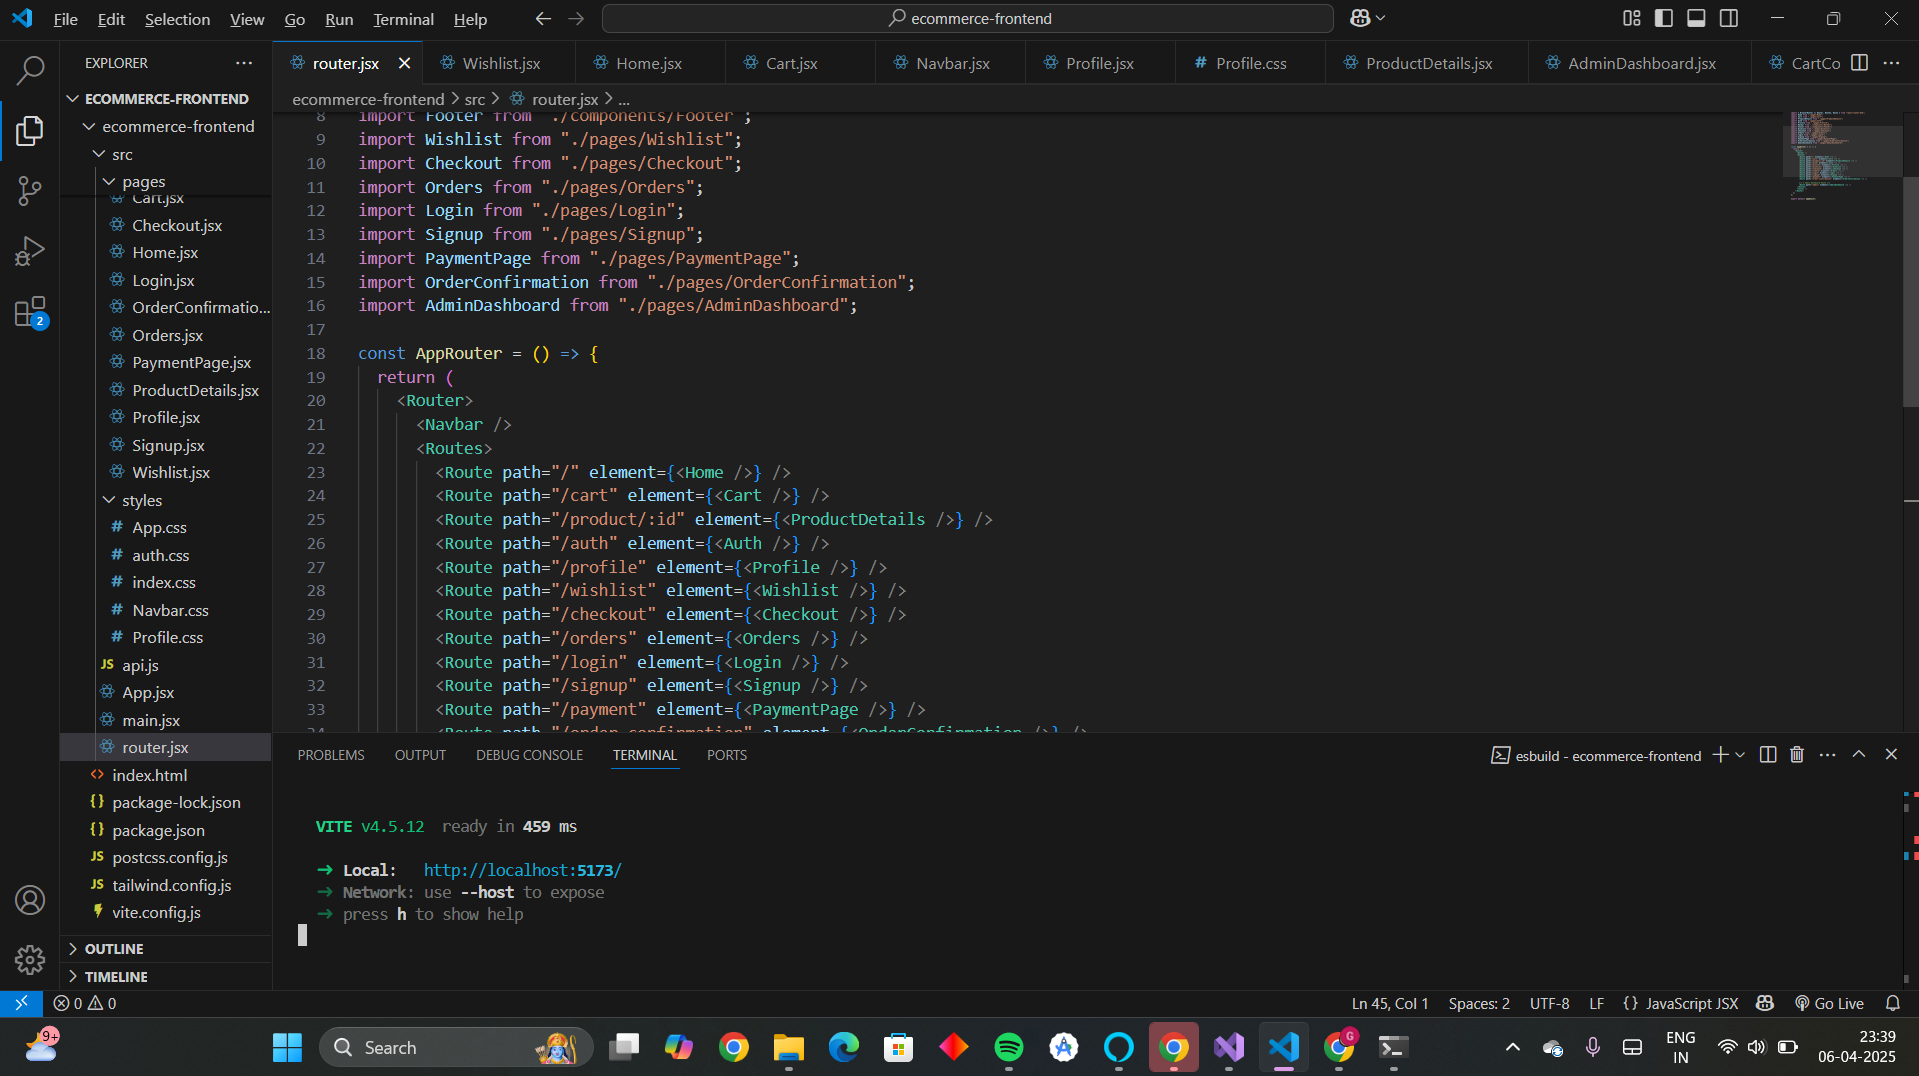 File Edit Selection View Go Run Terminal Help
ecommerce-frontend
EXPLORER
ECOMMERCE-FRONTEND
ecommerce-frontend
src
pages
Cart.jsx
Checkout.jsx
Home.jsx
Login.jsx
OrderConfirmatio...
Orders.jsx
PaymentPage.jsx
ProductDetails.jsx
Profile.jsx
Signup.jsx
Wishlist.jsx
styles
# App.css
# auth.css
# index.css
# Navbar.css
# Profile.css
JS api.js
App.jsx
main.jsx
router.jsx
<> index.html
{} package-lock.json
{} package.json
JS postcss.config.js
JS tailwind.config.js
vite.config.js
OUTLINE
TIMELINE
2
router.jsx Wishlist.jsx Home.jsx Cart.jsx Navbar.jsx Profile.jsx # Profile.css ProductDetails.jsx AdminDashboard.jsx CartCo
ecommerce-frontend > src > router.jsx > ...
8 import Footer from "./components/Footer";
9 import Wishlist from "./pages/Wishlist";
10 import Checkout from "./pages/Checkout";
11 import Orders from "./pages/Orders";
12 import Login from "./pages/Login";
13 import Signup from "./pages/Signup";
14 import PaymentPage from "./pages/PaymentPage";
15 import OrderConfirmation from "./pages/OrderConfirmation";
16 import AdminDashboard from "./pages/AdminDashboard";
17
18 const AppRouter = () => {
19 return (
20 <Router>
21 <Navbar />
22 <Routes>
23 <Route path="/" element={<Home />} />
24 <Route path="/cart" element={<Cart />} />
25 <Route path="/product/:id" element={<ProductDetails />} />
26 <Route path="/auth" element={<Auth />} />
27 <Route path="/profile" element={<Profile />} />
28 <Route path="/wishlist" element={<Wishlist />} />
29 <Route path="/checkout" element={<Checkout />} />
30 <Route path="/orders" element={<Orders />} />
31 <Route path="/login" element={<Login />} />
32 <Route path="/signup" element={<Signup />} />
33 <Route path="/payment" element={<PaymentPage />} />
34 <Route path="/order-confirmation" element={<OrderConfirmation />} />
PROBLEMS OUTPUT DEBUG CONSOLE TERMINAL PORTS
esbuild - ecommerce-frontend
VITE v4.5.12 ready in 459 ms
➜ Local: http://localhost:5173/
➜ Network: use --host to expose
➜ press h to show help
0 0
Ln 45, Col 1 Spaces: 2 UTF-8 LF {} JavaScript JSX Go Live
9+
Search
G
ENG
IN
23:39
06-04-2025